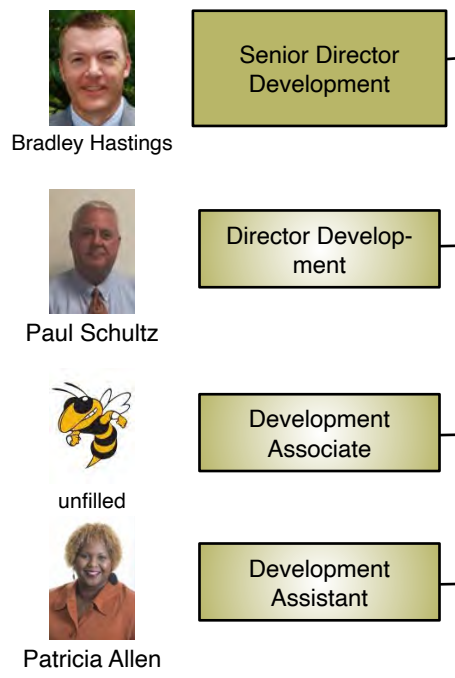 Senior Director
Development
Bradley Hastings
Director Develop-
ment
Paul Schultz
Development
Associate
unfilled
Development
Assistant
Patricia Allen